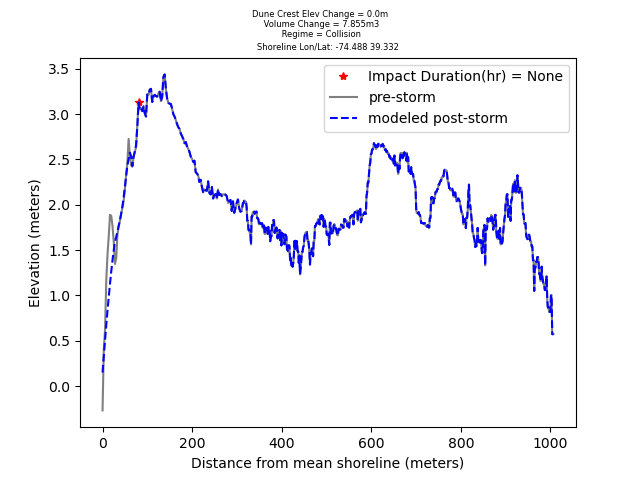 Dune Crest Elev Change = 0.0m
Volume Change = 7.855m3
Regime = Collision
Shoreline Lon/Lat: -74.488 39.332
Impact Duration(hr) = None
pre-storm
modeled post-storm
3.5
3.0
2.5
2.0
1.5
1.0
0.5
0.0
Elevation (meters)
0
200
400
600
800
1000
Distance from mean shoreline (meters)